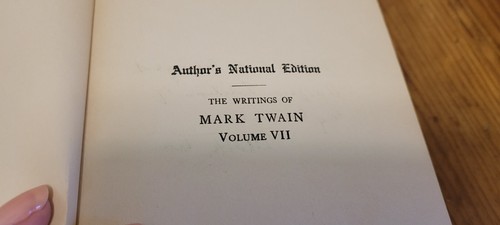 Author's National Edition
THE WRITINGS OF
MARK TWAIN
VOLUME VII